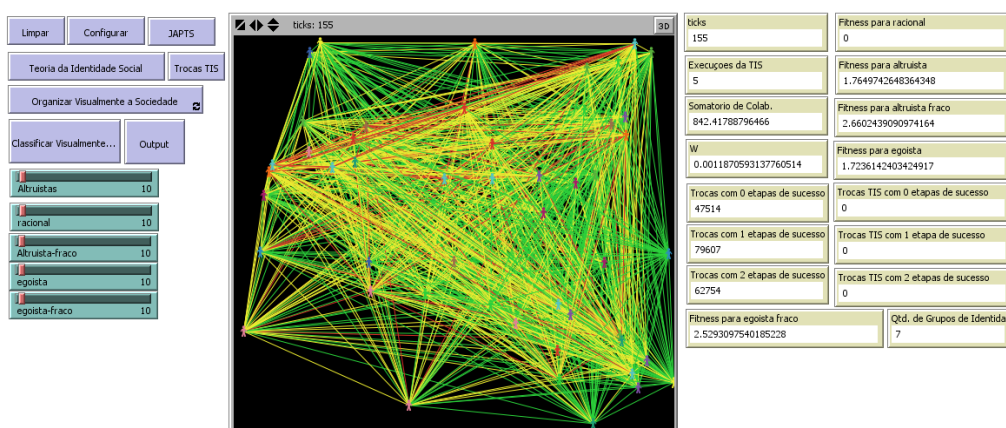 Limpar
Configurar
JAPTS
Teoria da Identidade Social
Trocas TIS
Organizar Visualmente a Sociedade
Classificar Visualmente...
Output
Altruistas 10
racional 10
Altruista-fraco 10
egoista 10
egoista-fraco 10
ticks: 155
3D
ticks
155
Fitness para racional
0
Execuçoes da TIS
5
Fitness para altruista
1.7649742648364348
Somatorio de Colab.
842.41788796466
Fitness para altruista fraco
2.6602439090974164
W
0.0011870593137760514
Fitness para egoista
1.7236142403424917
Trocas com 0 etapas de sucesso
47514
Trocas TIS com 0 etapas de sucesso
0
Trocas com 1 etapas de sucesso
79607
Trocas TIS com 1 etapa de sucesso
0
Trocas com 2 etapas de sucesso
62754
Trocas TIS com 2 etapas de sucesso
0
Fitness para egoista fraco
2.5293097540185228
Qtd. de Grupos de Identida
7